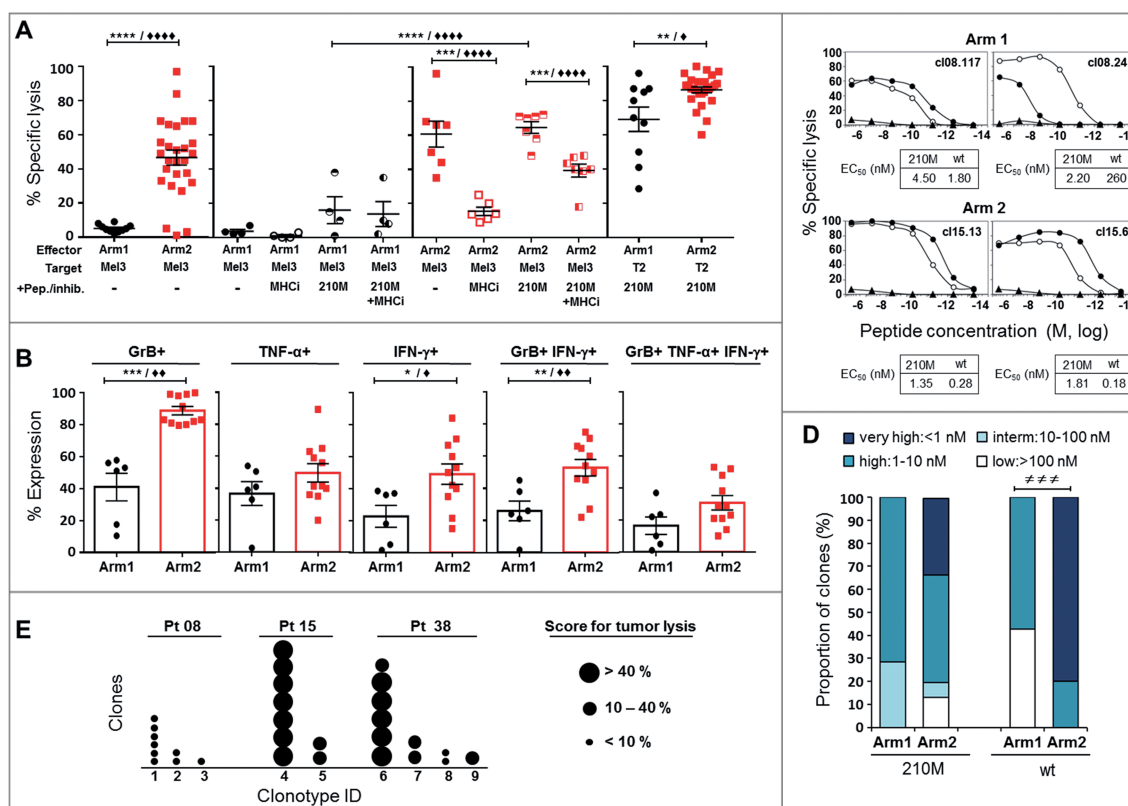 A
**** / ♦♦♦♦
**** / ♦♦♦♦
***/ ♦♦♦♦
***/ ♦♦♦♦
** / ♦
% Specific lysis
100
80
60
40
20
0
Effector Arm1 Arm2 Arm1 Arm1 Arm1 Arm1 Arm2 Arm2 Arm2 Arm2 Arm1 Arm2
Target Mel3 Mel3 Mel3 Mel3 Mel3 Mel3 Mel3 Mel3 Mel3 Mel3 T2 T2
+Pep./inhib. - - - MHCi 210M 210M +MHCi - MHCi 210M 210M +MHCi 210M 210M
B
GrB+ TNF-α+ IFN-γ+ GrB+ IFN-γ+ GrB+ TNF-α+ IFN-γ+
*** / ♦♦
* / ♦
** / ♦♦
% Expression
100
80
60
40
20
0
Arm1 Arm2 Arm1 Arm2 Arm1 Arm2 Arm1 Arm2 Arm1 Arm2
E
Pt 08 Pt 15 Pt 38 Score for tumor lysis
> 40 %
10 – 40 %
< 10 %
Clones
1 2 3 4 5 6 7 8 9
Clonotype ID
Arm 1
% Specific lysis
100
80
60
40
20
0
cl08.117 cl08.24
-6 -8 -10 -12 -14 -6 -8 -10 -12 -1
EC50 (nM) 210M wt EC50 (nM) 210M wt
4.50 1.80 2.20 260
Arm 2
100
80
60
40
20
0
cl15.13 cl15.6
-6 -8 -10 -12 -14 -6 -8 -10 -12 -1
Peptide concentration (M, log)
EC50 (nM) 210M wt EC50 (nM) 210M wt
1.35 0.28 1.81 0.18
D
very high:<1 nM interm:10-100 nM
high:1-10 nM low:>100 nM
≠ ≠ ≠
Proportion of clones (%)
100
90
80
70
60
50
40
30
20
10
0
Arm1 Arm2 Arm1 Arm2
210M wt